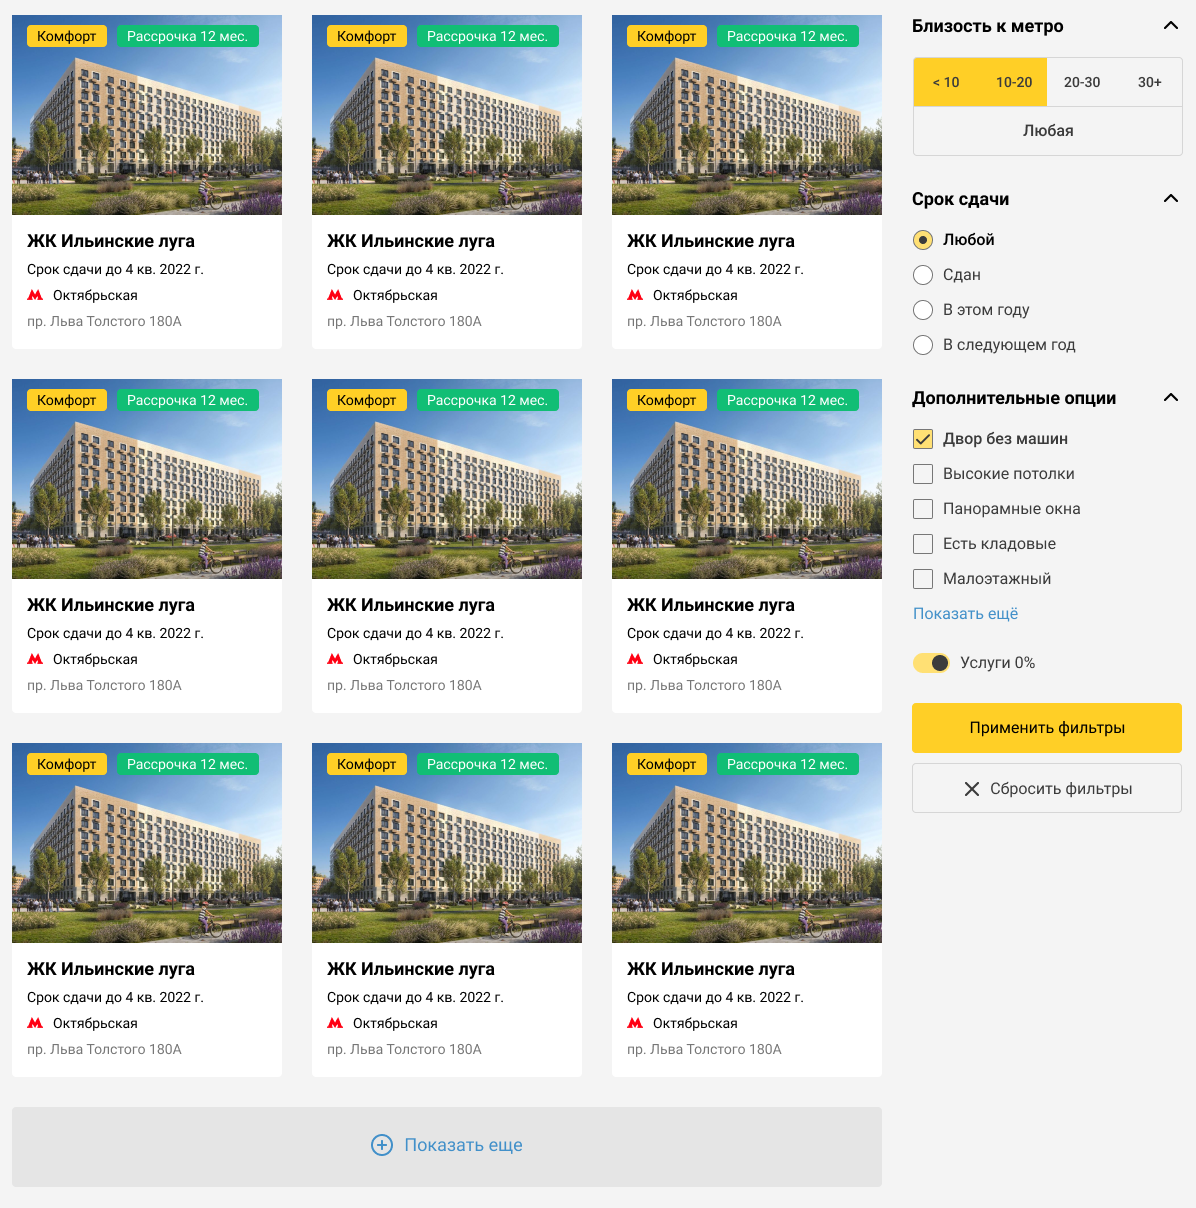 Комфорт Рассрочка 12 мес.
ЖК Ильинские луга
Срок сдачи до 4 кв. 2022 г.
Октябрьская
пр. Льва Толстого 180А
Комфорт Рассрочка 12 мес.
ЖК Ильинские луга
Срок сдачи до 4 кв. 2022 г.
Октябрьская
пр. Льва Толстого 180А
Комфорт Рассрочка 12 мес.
ЖК Ильинские луга
Срок сдачи до 4 кв. 2022 г.
Октябрьская
пр. Льва Толстого 180А
Комфорт Рассрочка 12 мес.
ЖК Ильинские луга
Срок сдачи до 4 кв. 2022 г.
Октябрьская
пр. Льва Толстого 180А
Комфорт Рассрочка 12 мес.
ЖК Ильинские луга
Срок сдачи до 4 кв. 2022 г.
Октябрьская
пр. Льва Толстого 180А
Комфорт Рассрочка 12 мес.
ЖК Ильинские луга
Срок сдачи до 4 кв. 2022 г.
Октябрьская
пр. Льва Толстого 180А
Комфорт Рассрочка 12 мес.
ЖК Ильинские луга
Срок сдачи до 4 кв. 2022 г.
Октябрьская
пр. Льва Толстого 180А
Комфорт Рассрочка 12 мес.
ЖК Ильинские луга
Срок сдачи до 4 кв. 2022 г.
Октябрьская
пр. Льва Толстого 180А
Комфорт Рассрочка 12 мес.
ЖК Ильинские луга
Срок сдачи до 4 кв. 2022 г.
Октябрьская
пр. Льва Толстого 180А
Показать еще
Близость к метро
< 10 10-20 20-30 30+
Любая
Срок сдачи
Любой
Сдан
В этом году
В следующем год
Дополнительные опции
Двор без машин
Высокие потолки
Панорамные окна
Есть кладовые
Малоэтажный
Показать ещё
Услуги 0%
Применить фильтры
Сбросить фильтры